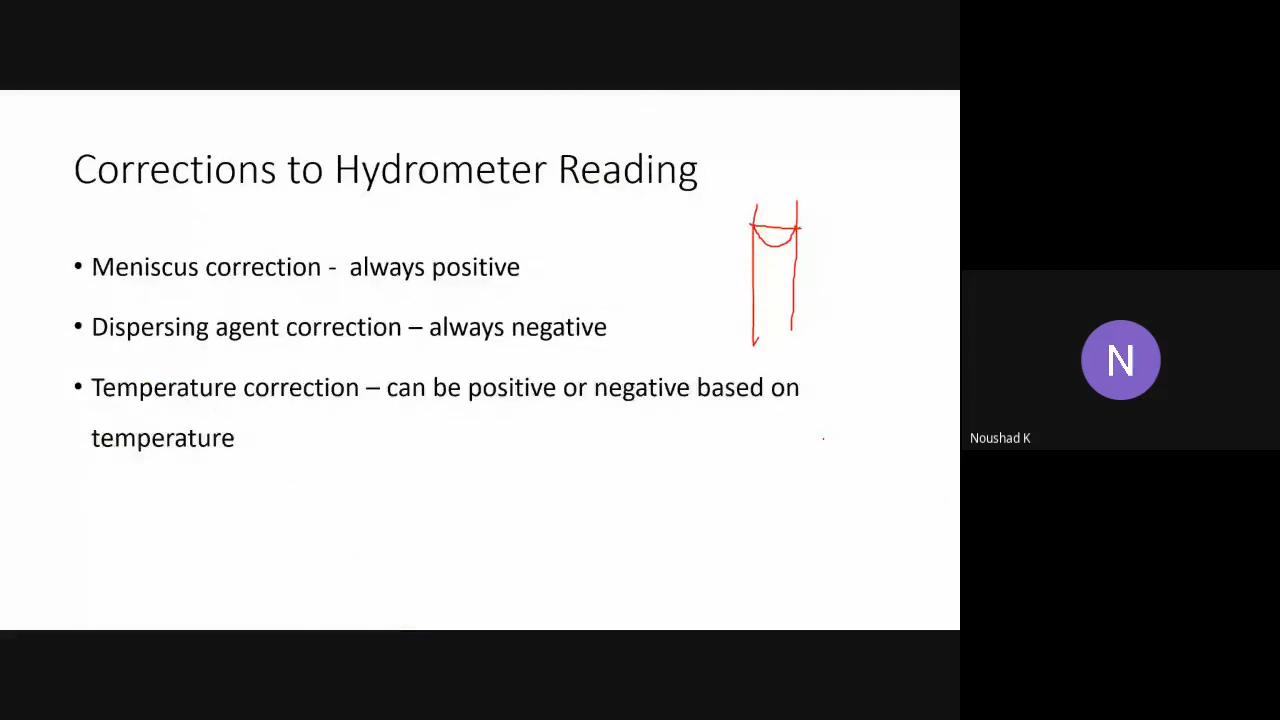 Corrections to Hydrometer Reading
• Meniscus correction -  always positive
• Dispersing agent correction – always negative
• Temperature correction – can be positive or negative based on
temperature
N
Noushad K